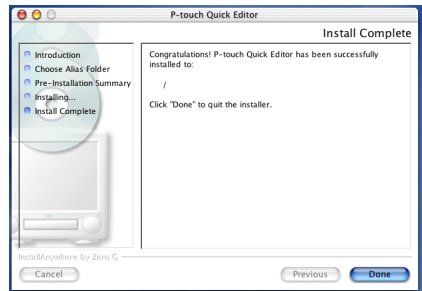 P-touch Quick Editor
Install Complete
Introduction
Choose Alias Folder
Pre-Installation Summary
Installing...
Install Complete
Congratulations! P-touch Quick Editor has been successfully
installed to:
/
Click "Done" to quit the installer.
InstallAnywhere by Zero G
Cancel
Previous
Done